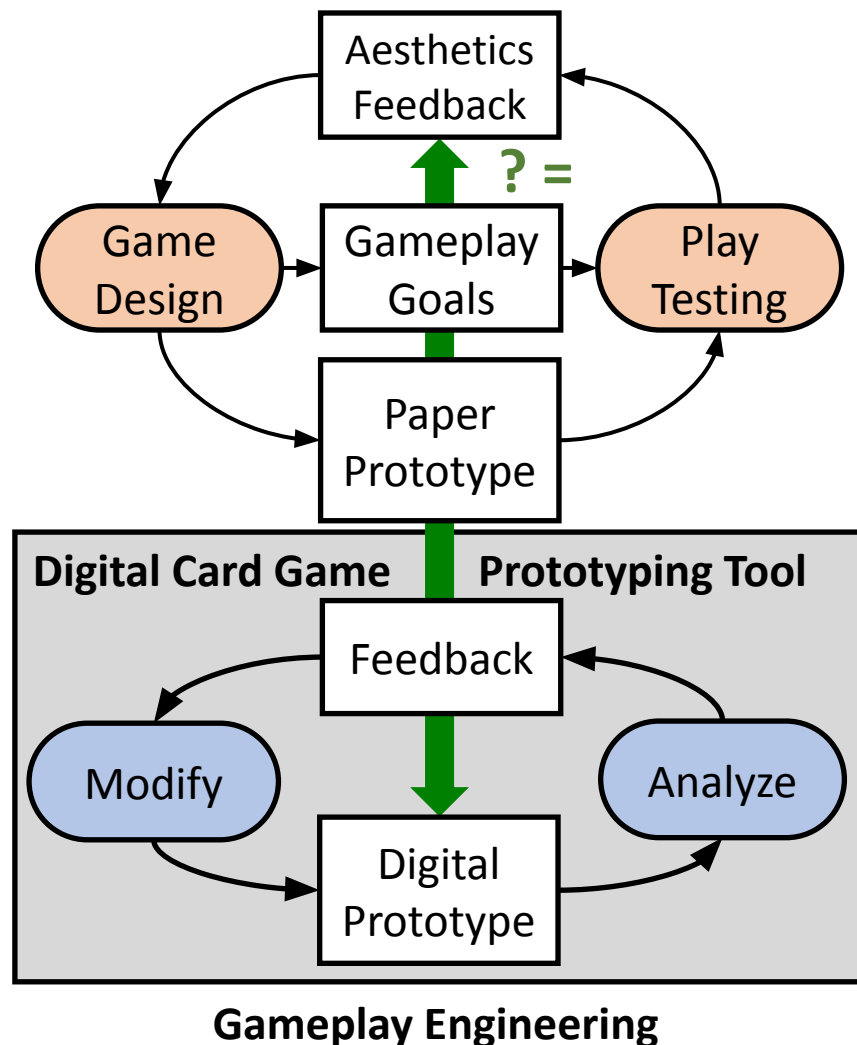 Aesthetics
Feedback
? =
Game
Design
Gameplay
Goals
Play
Testing
Paper
Prototype
Digital Card Game Prototyping Tool
Feedback
Modify
Analyze
Digital
Prototype
Gameplay Engineering